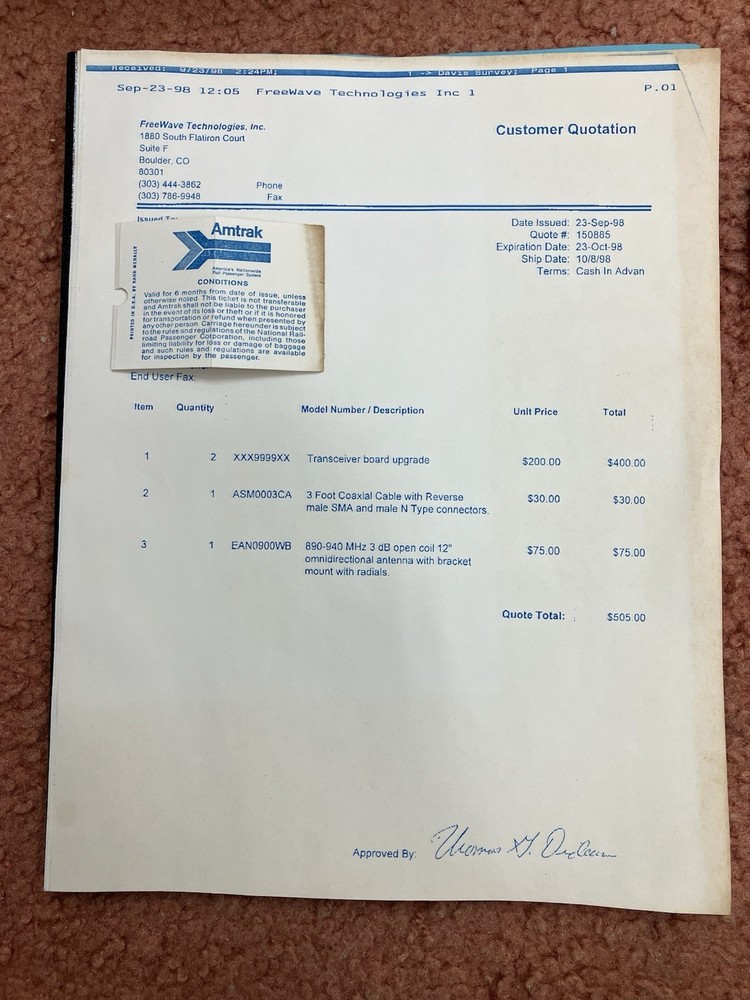 Received: 9/23/98 2:24PM; 1 -> Davis Survey; Page 1
Sep-23-98 12:05 FreeWave Technologies Inc 1 P.01
FreeWave Technologies, Inc.
1880 South Flatiron Court
Suite F
Boulder, CO
80301
(303) 444-3862 Phone
(303) 786-9948 Fax
Customer Quotation
Issued
Date Issued: 23-Sep-98
Quote #: 150885
Expiration Date: 23-Oct-98
Ship Date: 10/8/98
Terms: Cash In Advan
Amtrak
America's Nationwide
Rail Passenger System
PRINTED IN U.S.A. BY RAND MCNALLY
CONDITIONS
Valid for 6 months from date of issue, unless
otherwise noted. This ticket is not transferable
and Amtrak shall not be liable to the purchaser
in the event of its loss or theft or if it is honored
for transportation or refund when presented by
any other person. Carriage hereunder is subject
to the rules and regulations of the National Rail-
road Passenger Corporation, including those
limiting liability for loss or damage of baggage
and such rules and regulations are available
for inspection by the passenger.
End User Fax:
Item Quantity Model Number / Description Unit Price Total
1 2 XXX9999XX Transceiver board upgrade $200.00 $400.00
2 1 ASM0003CA 3 Foot Coaxial Cable with Reverse $30.00 $30.00
male SMA and male N Type connectors.
3 1 EAN0900WB 890-940 MHz 3 dB open coil 12" $75.00 $75.00
omnidirectional antenna with bracket
mount with radials.
Quote Total: $505.00
Approved By: Thomas G.